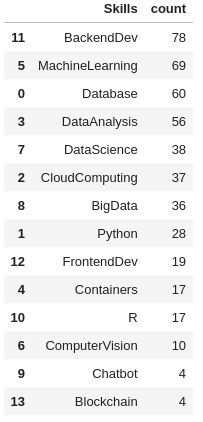 Skills count
11 BackendDev 78
5 MachineLearning 69
0 Database 60
3 DataAnalysis 56
7 DataScience 38
2 CloudComputing 37
8 BigData 36
1 Python 28
12 FrontendDev 19
4 Containers 17
10 R 17
6 ComputerVision 10
9 Chatbot 4
13 Blockchain 4